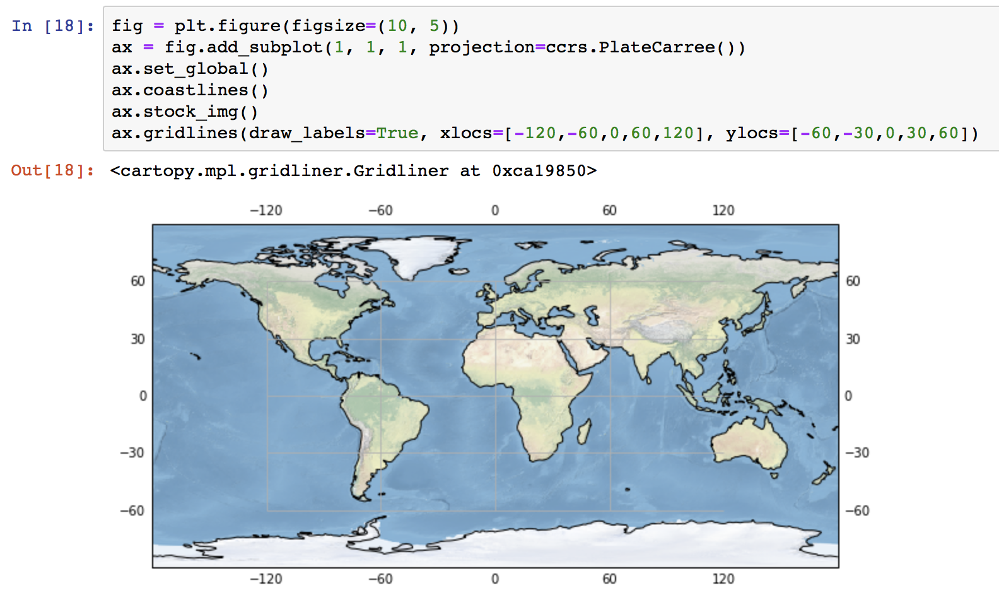 In [18]: fig = plt.figure(figsize=(10, 5))
ax = fig.add_subplot(1, 1, 1, projection=ccrs.PlateCarree())
ax.set_global()
ax.coastlines()
ax.stock_img()
ax.gridlines(draw_labels=True, xlocs=[-120,-60,0,60,120], ylocs=[-60,-30,0,30,60])
Out[18]: <cartopy.mpl.gridliner.Gridliner at 0xca19850>
−120 −60 0 60 120
60 60
30 30
0 0
−30 −30
−60 −60
−120 −60 0 60 120